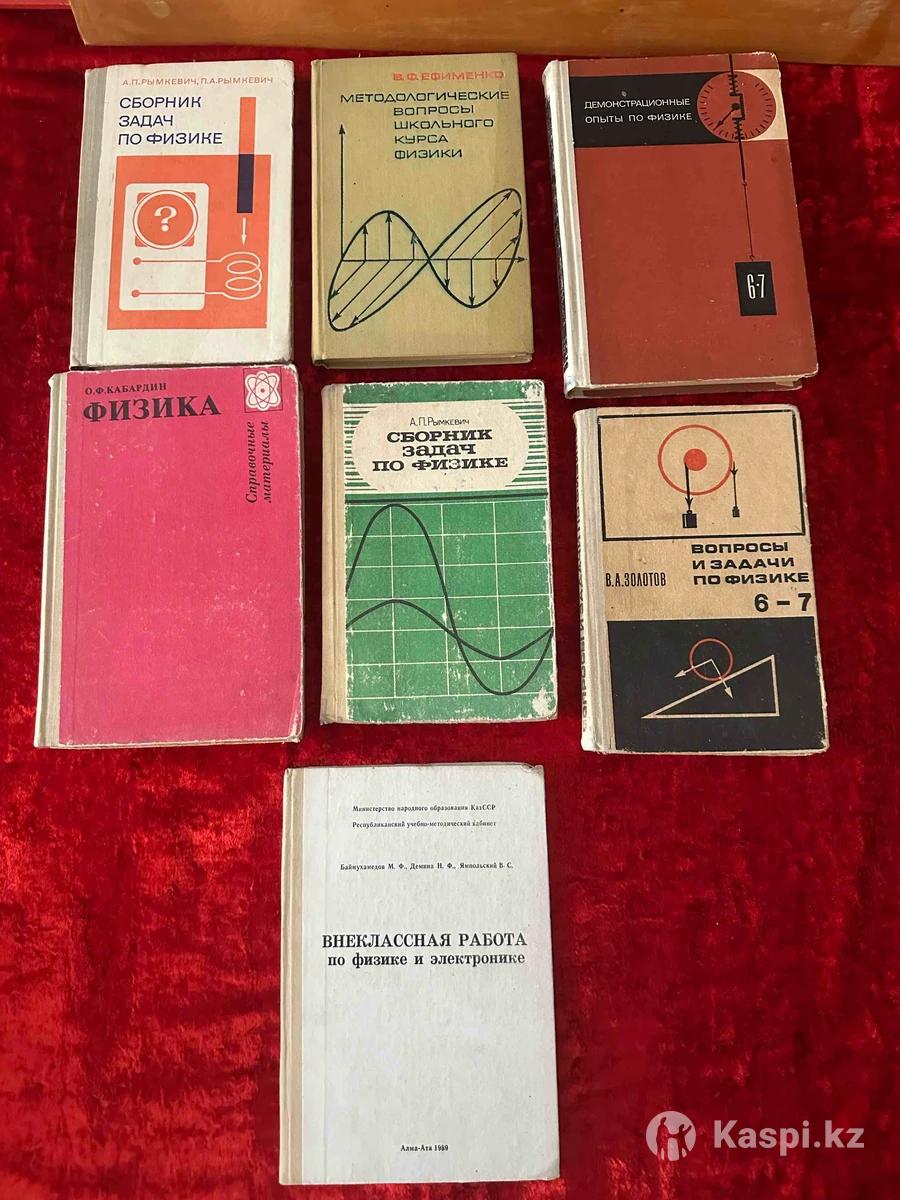 А.П.РЫМКЕВИЧ, П.А.РЫМКЕВИЧ
СБОРНИК
ЗАДАЧ
ПО ФИЗИКЕ
?
В.Ф.ЕФИМЕНКО
МЕТОДОЛОГИЧЕСКИЕ
ВОПРОСЫ
ШКОЛЬНОГО
КУРСА
ФИЗИКИ
ДЕМОНСТРАЦИОННЫЕ
ОПЫТЫ ПО ФИЗИКЕ
6-7
О.Ф.КАБАРДИН
ФИЗИКА
Справочные
материалы
А.П.РЫМКЕВИЧ
СБОРНИК
ЗАДАЧ
ПО ФИЗИКЕ
В.А.ЗОЛОТОВ
ВОПРОСЫ
И ЗАДАЧИ
ПО ФИЗИКЕ
6-7
Министерство народного образования КазССР
Республиканский учебно-методический кабинет
Баймухамедов М. Ф., Демина Н. Ф., Ямпольский В. С.
ВНЕКЛАССНАЯ РАБОТА
по физике и электронике
Алма-Ата 1989
Kaspi.kz